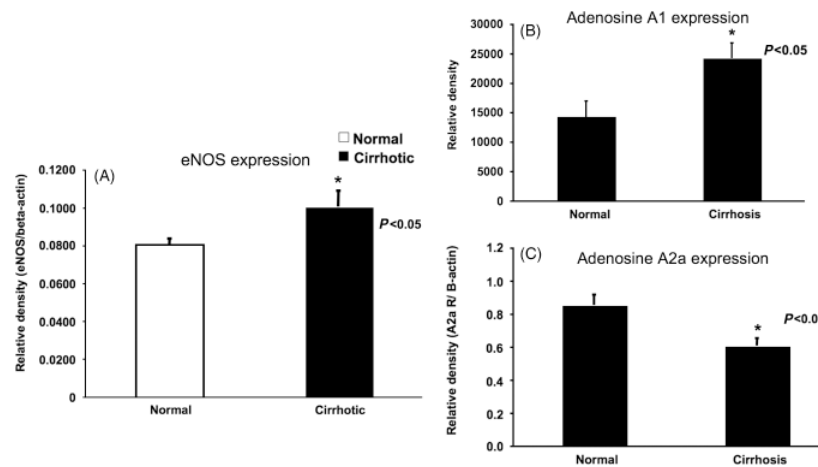 Normal
Cirrhotic
(A)
eNOS expression
Relative density (eNOS/beta-actin)
0.1200
0.1000
0.0800
0.0600
0.0400
0.0200
0
*
P<0.05
Normal
Cirrhotic
(B)
Adenosine A1 expression
Relative density
30000
25000
20000
15000
10000
5000
0
*
P<0.05
Normal
Cirrhosis
(C)
Adenosine A2a expression
Relative density (A2a R/ B-actin)
1.2
1.0
0.8
0.6
0.4
0.2
0.0
*
P<0.0
Normal
Cirrhosis